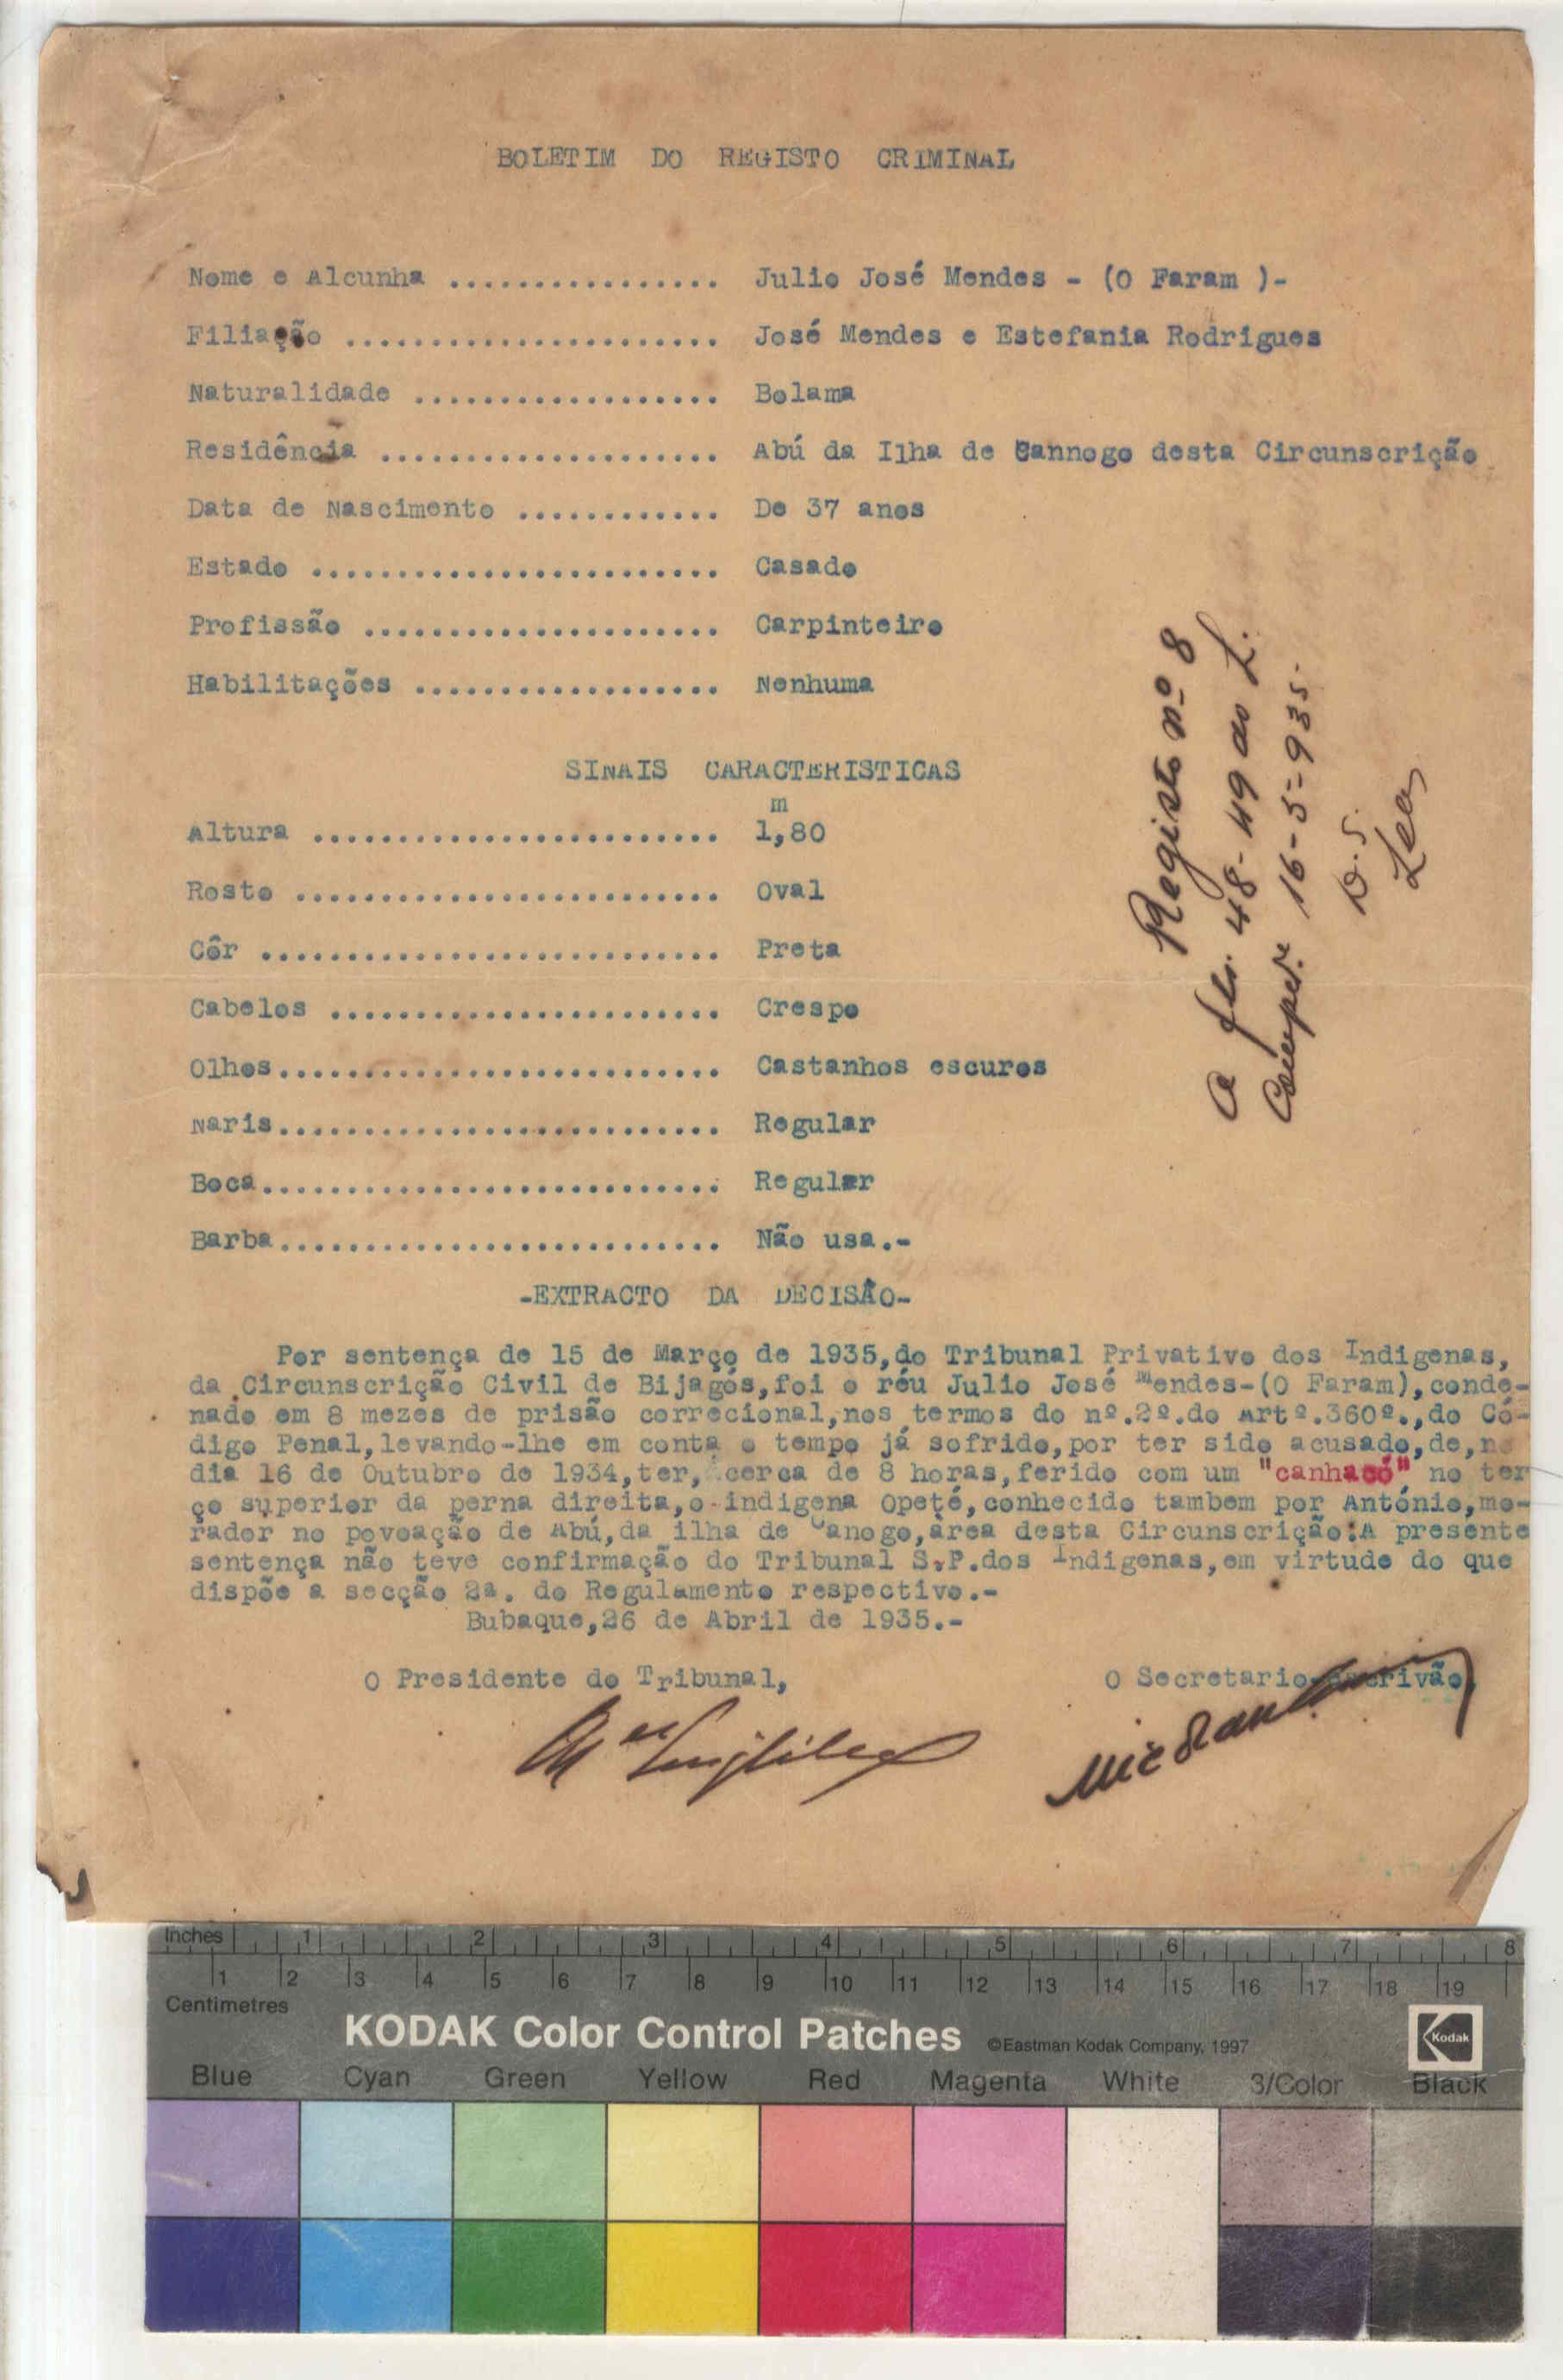 BOLETIM DO REGISTO CRIMINAL
Nome e Alcunha ................ Julio José Mendes - (O Faram )-
Filiação ...................... José Mendes e Estefania Rodrigues
Naturalidade .................. Bolama
Residência .................... Abú da Ilha de Cannogo desta Circunscrição
Data de Nascimento ............ De 37 anos
Estado ........................ Casado
Profissão ..................... Carpinteiro
Habilitações .................. Nenhuma
SINAIS CARACTERISTICAS
m
Altura ........................ 1,80
Rosto ......................... Oval
Côr ........................... Preta
Cabelos ....................... Crespo
Olhos.......................... Castanhos escuros
Naris.......................... Regular
Boca........................... Regular
Barba.......................... Não usa.-
Registo nº 8
a fls. 48-49 do L.
16-5-935.
D.S.
-EXTRACTO DA DECISÃO-
Por sentença de 15 de Março de 1935,do Tribunal Privativo dos Indigenas,
da Circunscrição Civil de Bijagós,foi o réu Julio José Mendes-(O Faram),conde-
nado em 8 mezes de prisão correcional,nos termos do nº.2º.do Artº.360º.,do Có-
digo Penal,levando-lhe em conta o tempo já sofrido,por ter sido acusado,de,no
dia 16 de Outubro de 1934,ter, cerca de 8 horas,ferido com um "canhacó" no ter
ço superior da perna direita,o indigena Opeté,conhecido tambem por António,mo-
rador no povoação de Abú,da ilha de Canogo,àrea desta Circunscrição:A presente
sentença não teve confirmação do Tribunal S.P.dos Indigenas,em virtude do que
dispõe a secção 2ª. do Regulamento respectivo.-
Bubaque,26 de Abril de 1935.-
O Presidente do Tribunal, O Secretario-escrivão,
Inches 1 2 3 4 5 6 7 8
1 2 3 4 5 6 7 8 9 10 11 12 13 14 15 16 17 18 19
Centimetres
KODAK Color Control Patches ©Eastman Kodak Company, 1997 Kodak
Blue Cyan Green Yellow Red Magenta White 3/Color Black